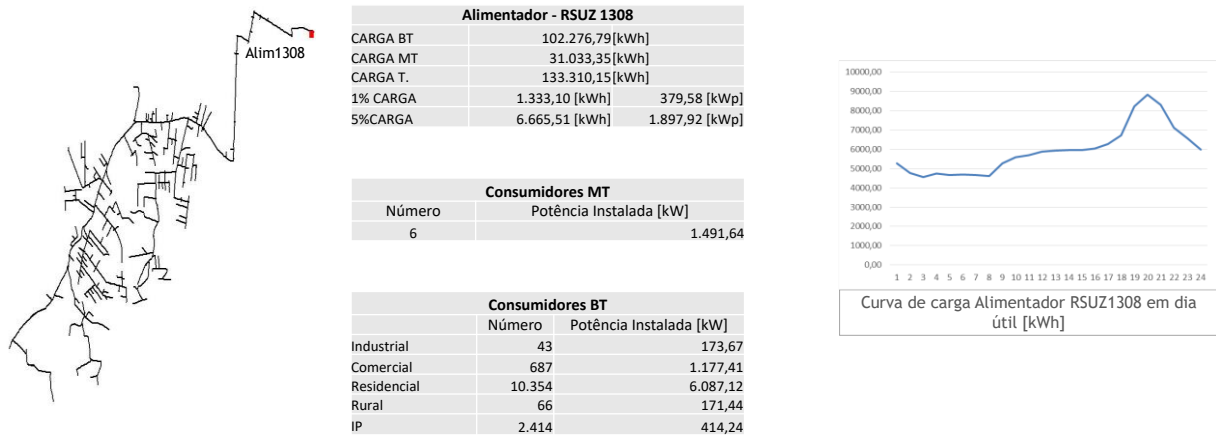 Alim1308
Alimentador - RSUZ 1308
CARGA BT 102.276,79[kWh]
CARGA MT 31.033,35[kWh]
CARGA T. 133.310,15[kWh]
1% CARGA 1.333,10 [kWh] 379,58 [kWp]
5%CARGA 6.665,51 [kWh] 1.897,92 [kWp]
Consumidores MT
Número Potência Instalada [kW]
6 1.491,64
Consumidores BT
Número Potência Instalada [kW]
Industrial 43 173,67
Comercial 687 1.177,41
Residencial 10.354 6.087,12
Rural 66 171,44
IP 2.414 414,24
10000,00
9000,00
8000,00
7000,00
6000,00
5000,00
4000,00
3000,00
2000,00
1000,00
0,00
1 2 3 4 5 6 7 8 9 10 11 12 13 14 15 16 17 18 19 20 21 22 23 24
Curva de carga Alimentador RSUZ1308 em dia
útil [kWh]